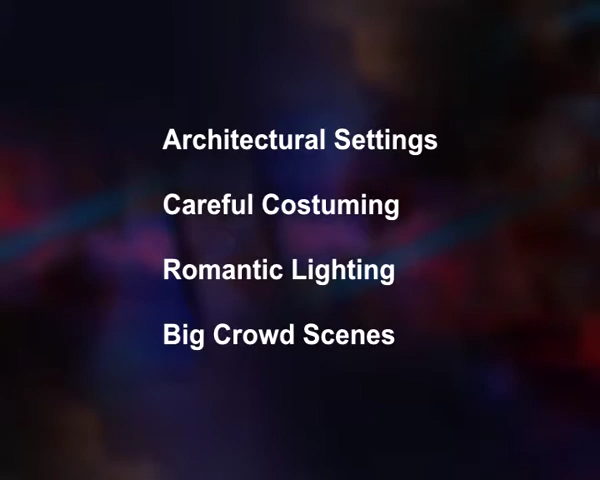 Architectural Settings
Careful Costuming
Romantic Lighting
Big Crowd Scenes